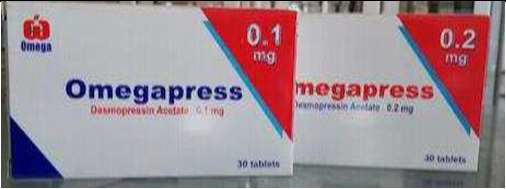 Omega
0.1
mg
Omegapress
Desmopressin Acetate 0.1 mg
30 tablets
0.2
mg
megapress
Desmopressin Acetate 0.2 mg
30 tablets